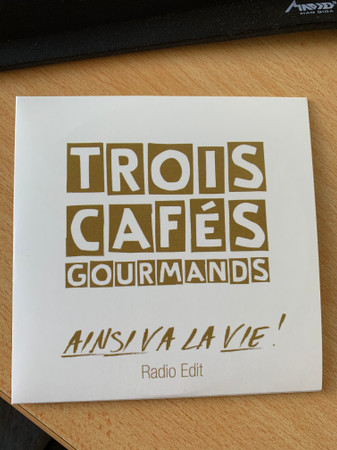 TROIS
CAFÉS
GOURMANDS
AINSI VA LA VIE !
Radio Edit